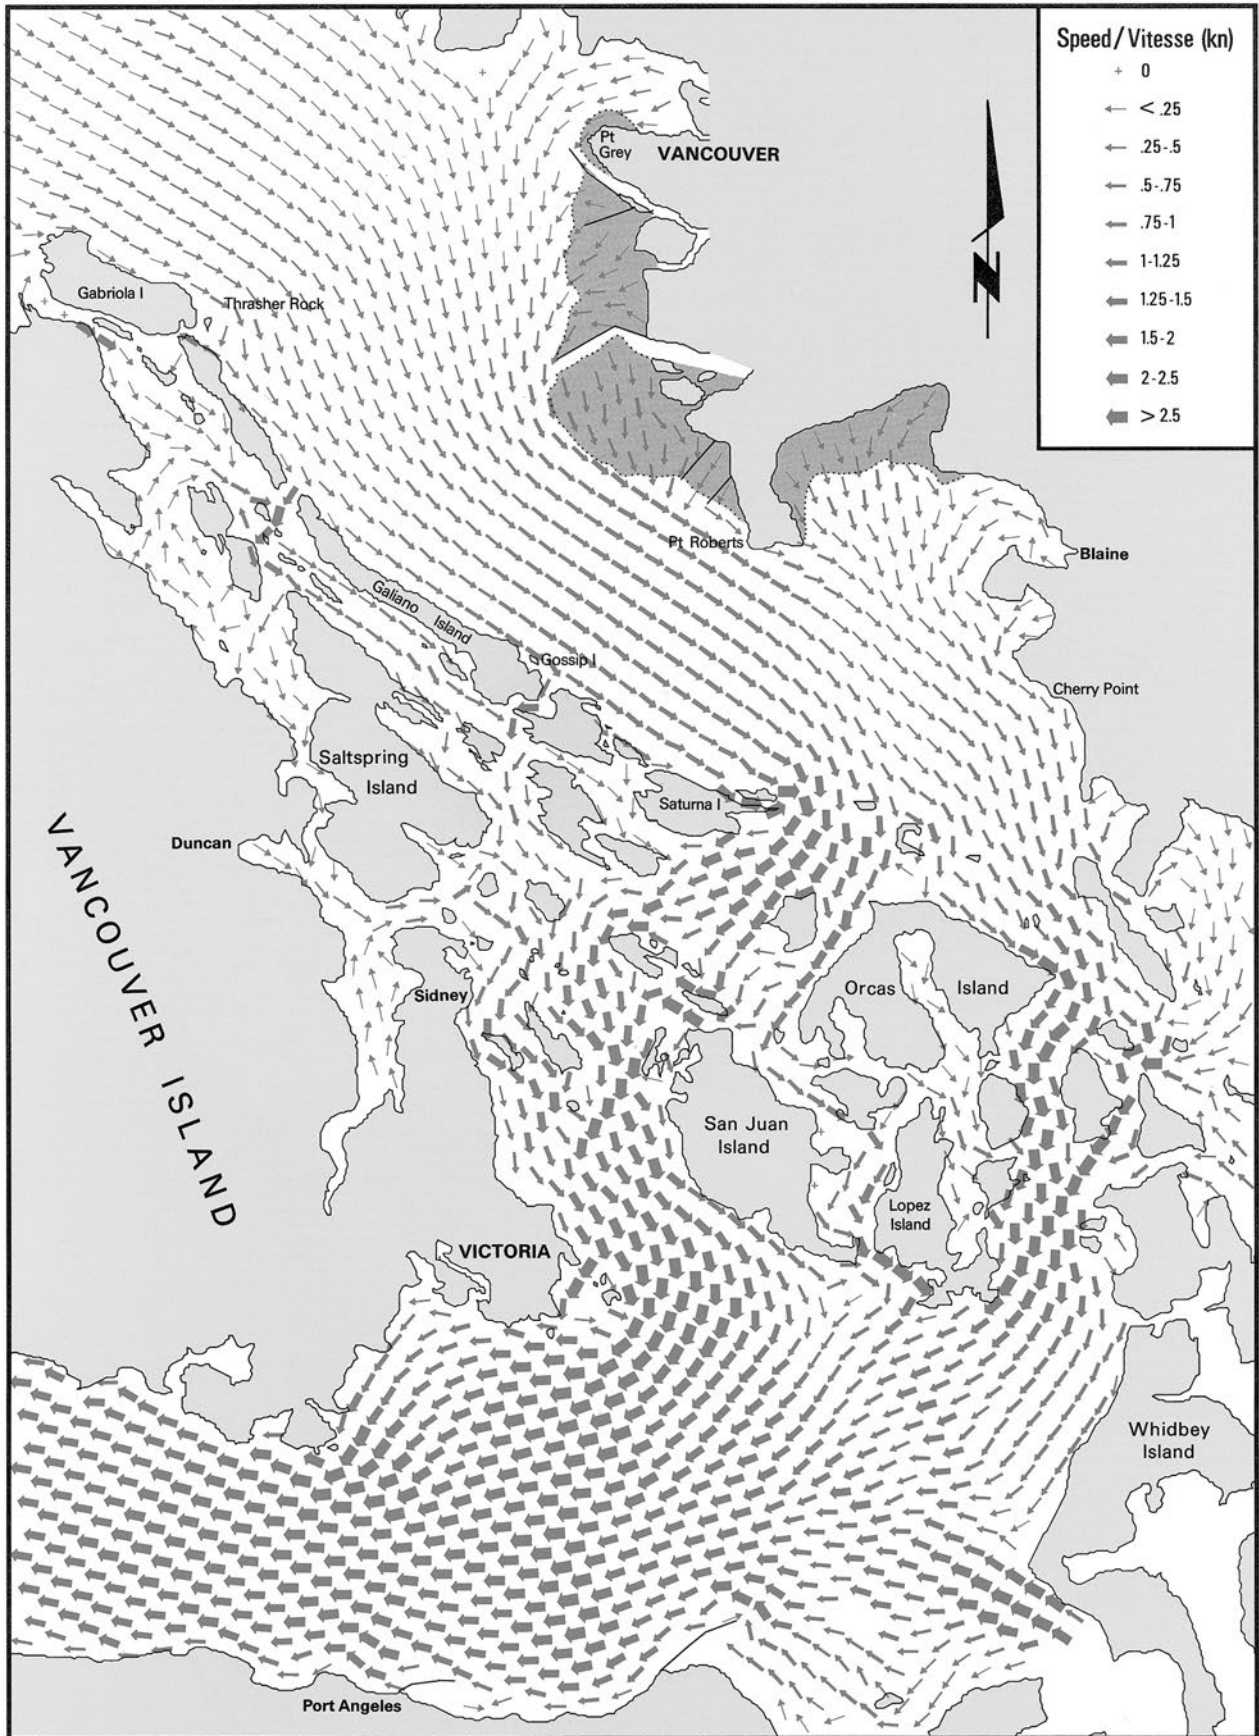 Speed/Vitesse (kn)
0
< .25
.25-.5
.5-.75
.75-1
1-1.25
1.25-1.5
1.5-2
2-2.5
> 2.5
N
Pt
Grey
VANCOUVER
Gabriola I
Thrasher Rock
Pt Roberts
Blaine
Galiano
Island
Gossip I
Cherry Point
Saltspring
Island
Saturna I
Duncan
VANCOUVER ISLAND
Sidney
Orcas
Island
San Juan
Island
Lopez
Island
VICTORIA
Whidbey
Island
Port Angeles